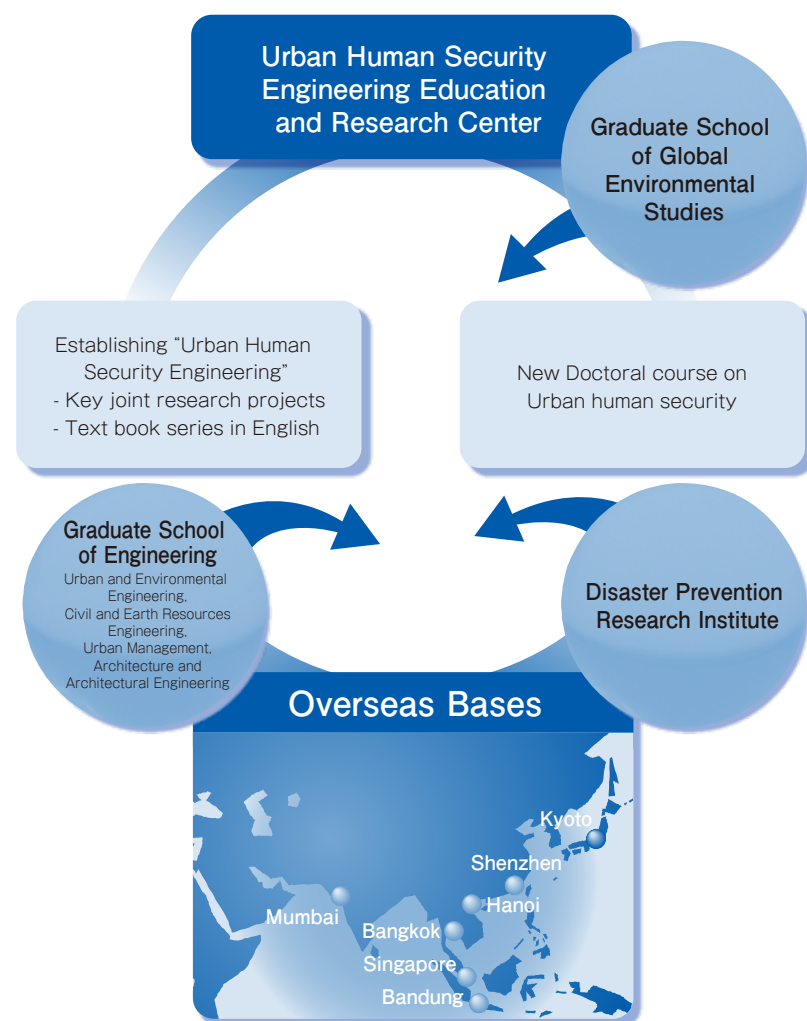 Urban Human Security
Engineering Education
and Research Center
Graduate School
of Global
Environmental
Studies
Establishing “Urban Human
Security Engineering”
- Key joint research projects
- Text book series in English
New Doctoral course on
Urban human security
Graduate School
of Engineering
Urban and Environmental
Engineering,
Civil and Earth Resources
Engineering,
Urban Management,
Architecture and
Architectural Engineering
Disaster Prevention
Research Institute
Overseas Bases
Kyoto
Shenzhen
Hanoi
Mumbai
Bangkok
Singapore
Bandung